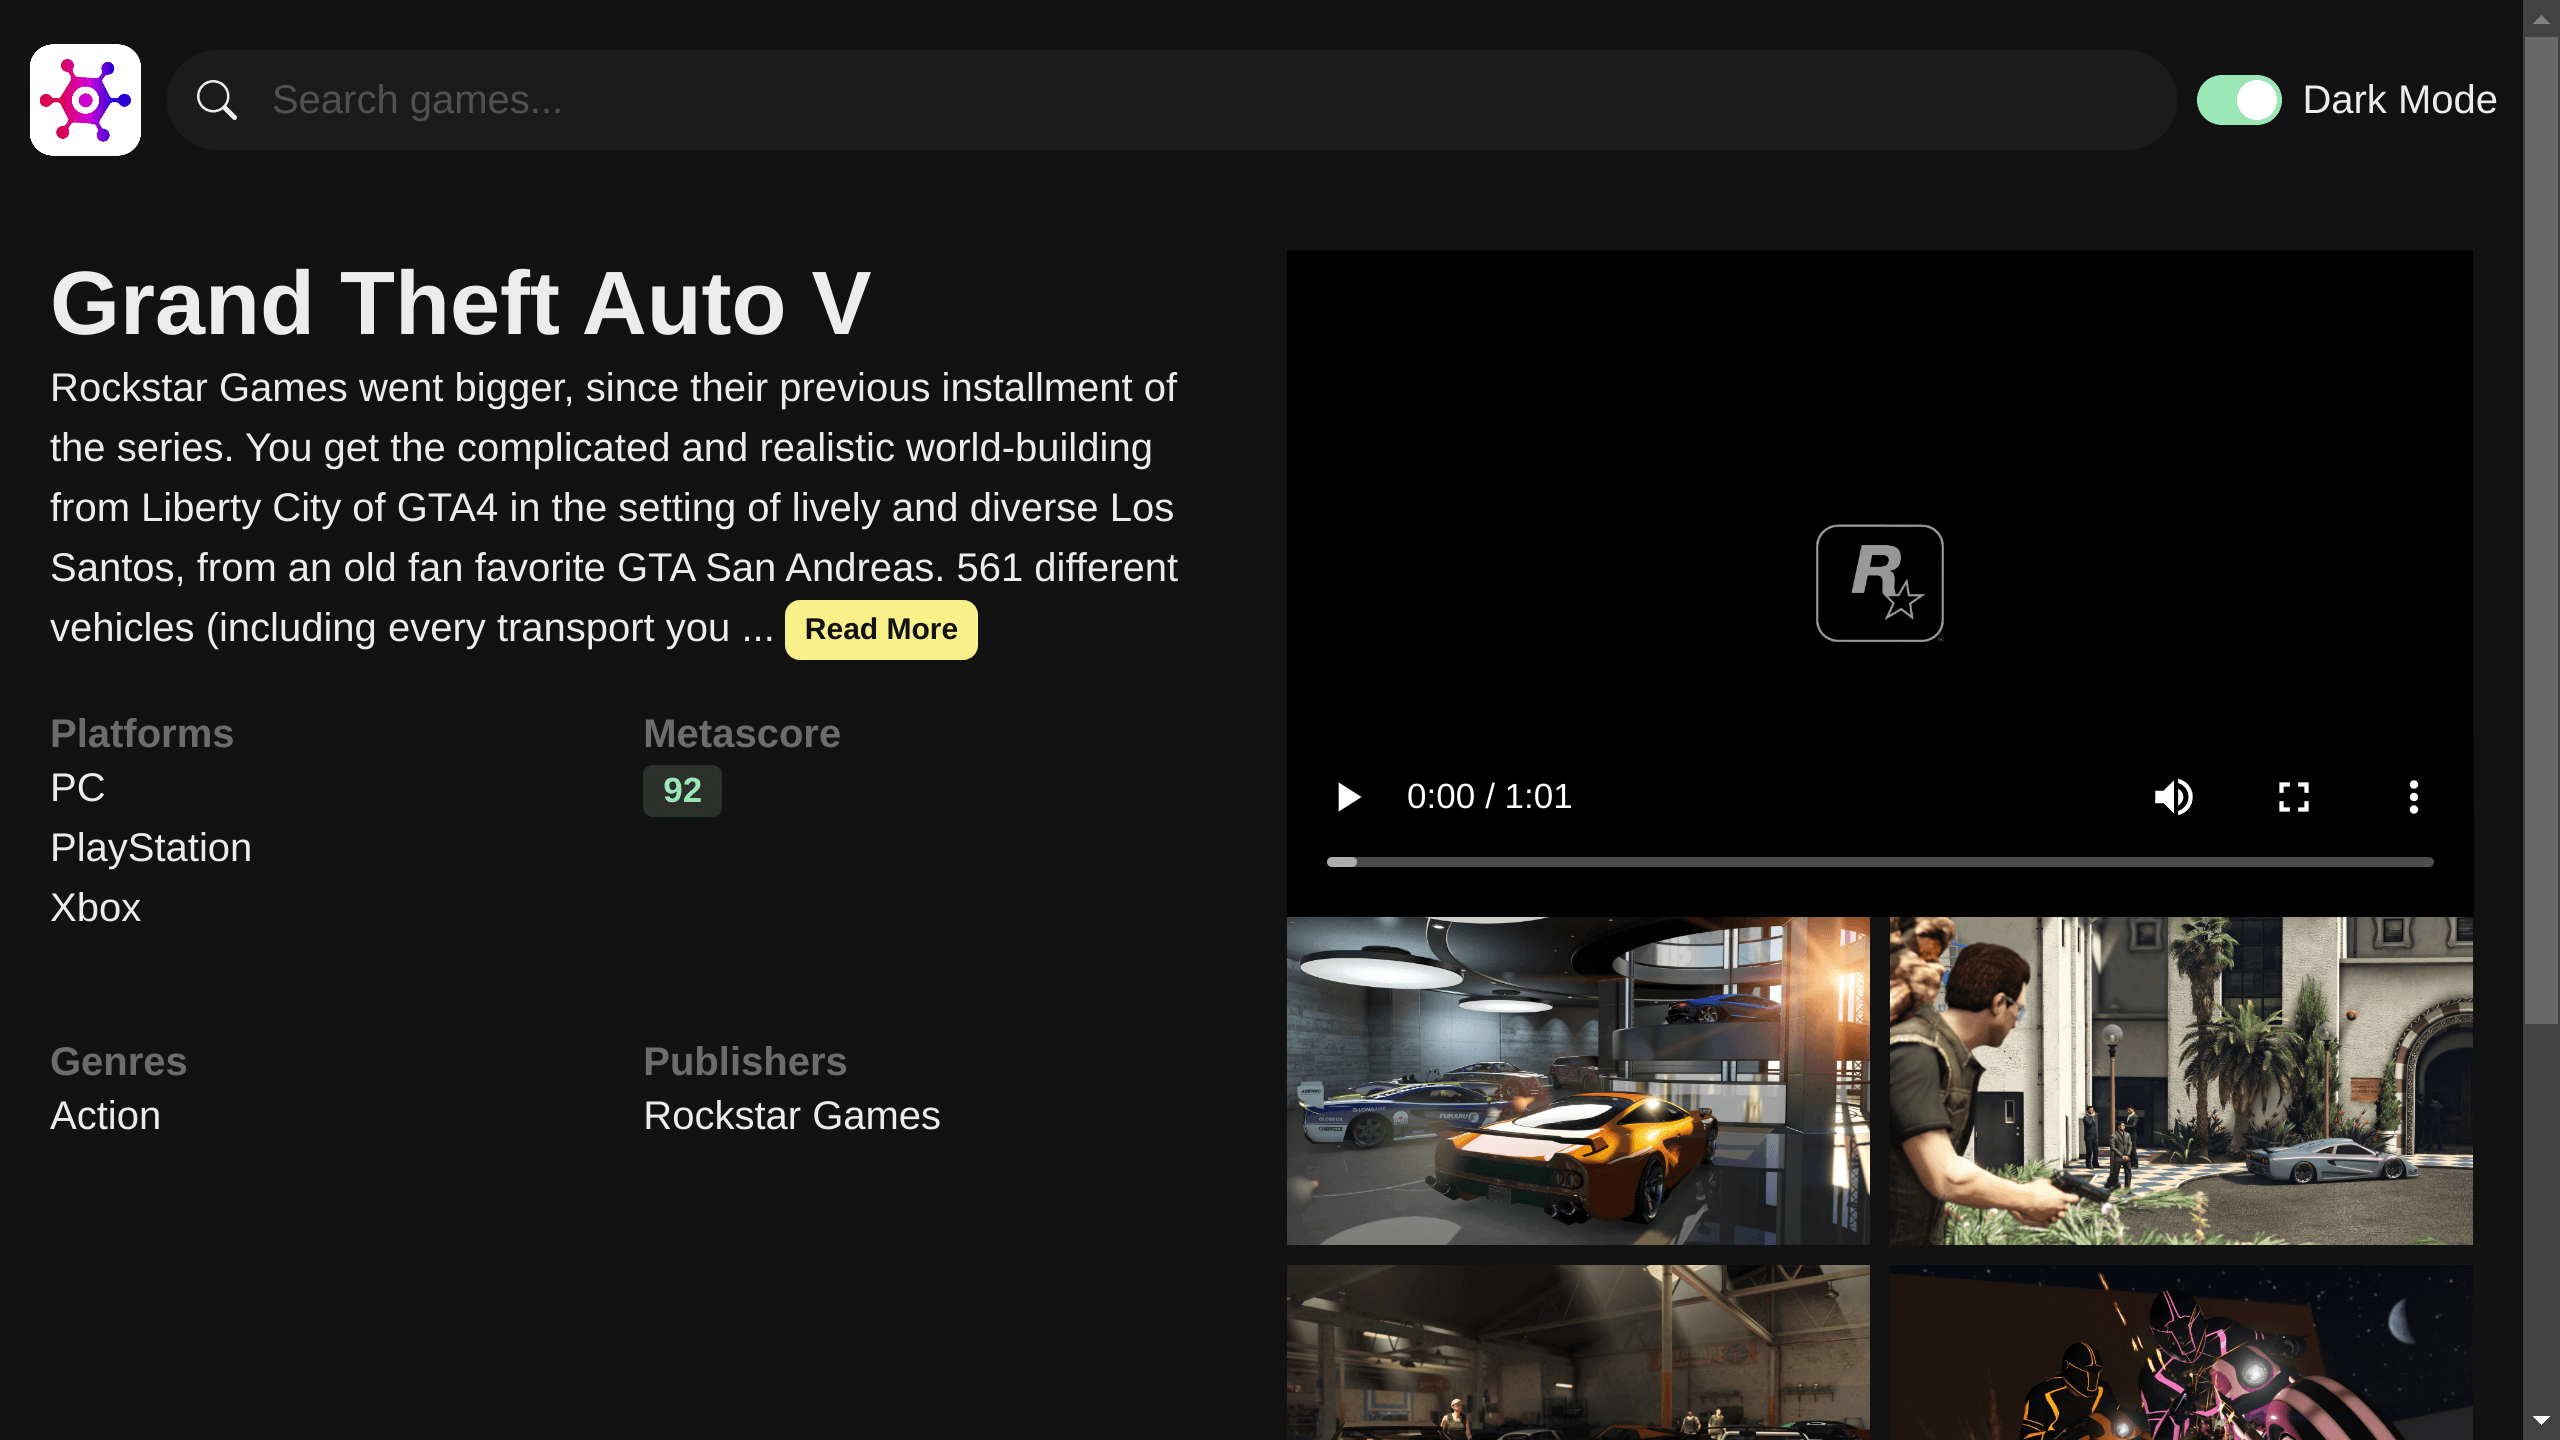 Search games...
Dark Mode
Grand Theft Auto V
Rockstar Games went bigger, since their previous installment of
the series. You get the complicated and realistic world-building
from Liberty City of GTA4 in the setting of lively and diverse Los
Santos, from an old fan favorite GTA San Andreas. 561 different
vehicles (including every transport you ... Read More
Platforms
PC
PlayStation
Xbox
Metascore
92
Genres
Action
Publishers
Rockstar Games
R
0:00 / 1:01
FUKARU